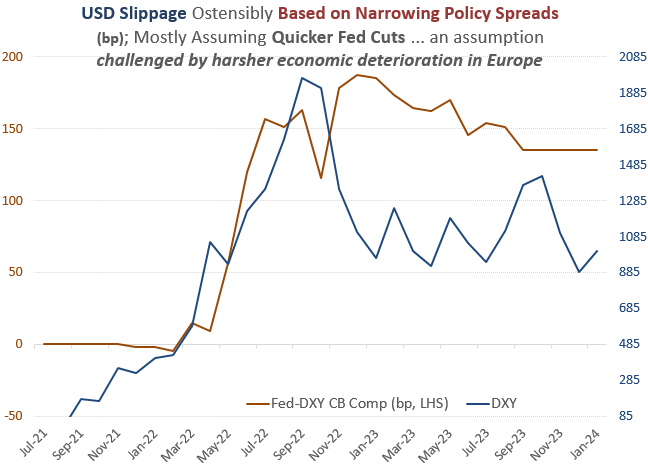 USD Slippage Ostensibly Based on Narrowing Policy Spreads
(bp); Mostly Assuming Quicker Fed Cuts ... an assumption
challenged by harsher economic deterioration in Europe
200
150
100
50
0
-50
2085
1885
1685
1485
1285
1085
885
685
485
285
85
Fed-DXY CB Comp (bp, LHS)
DXY
Jul-21
Sep-21
Nov-21
Jan-22
Mar-22
May-22
Jul-22
Sep-22
Nov-22
Jan-23
Mar-23
May-23
Jul-23
Sep-23
Nov-23
Jan-24